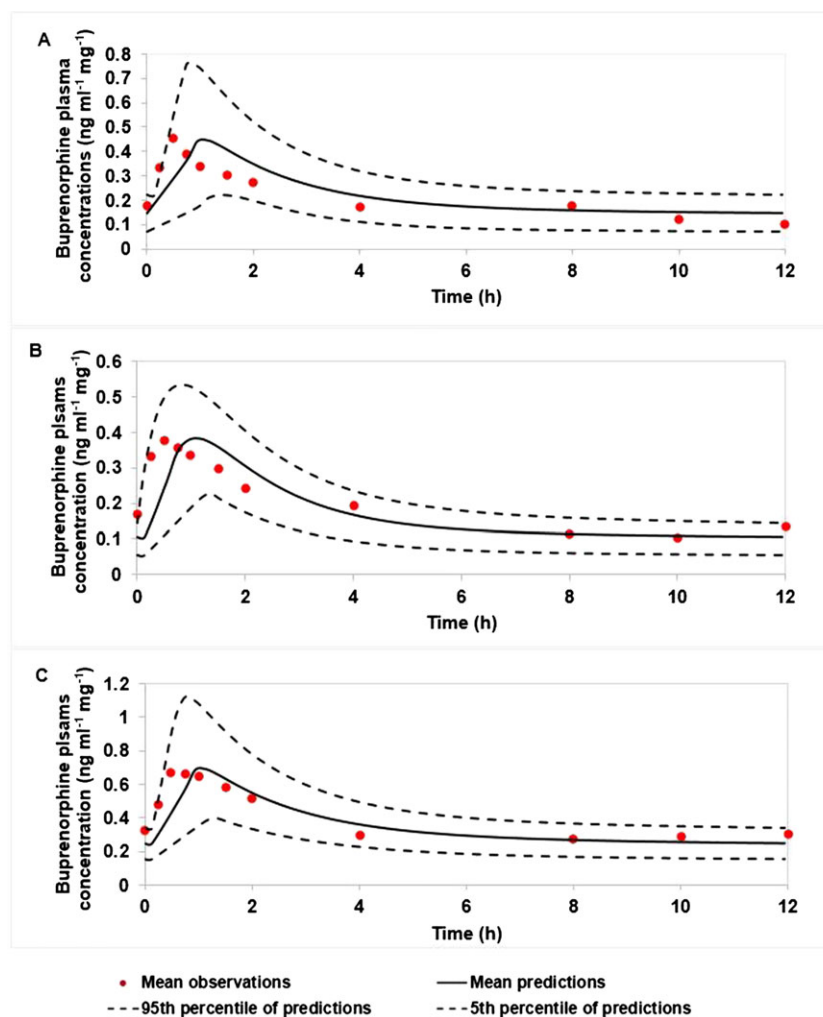 A
Buprenorphine plasma
concentrations (ng ml⁻¹ mg⁻¹)
0.8
0.7
0.6
0.5
0.4
0.3
0.2
0.1
0
0 2 4 6 8 10 12
Time (h)
B
Buprenorphine plsams
concentration (ng ml⁻¹ mg⁻¹)
0.6
0.5
0.4
0.3
0.2
0.1
0
0 2 4 6 8 10 12
Time (h)
C
Buprenorphine plsams
concentration (ng ml⁻¹ mg⁻¹)
1.2
1
0.8
0.6
0.4
0.2
0
0 2 4 6 8 10 12
Time (h)
Mean observations Mean predictions
95th percentile of predictions 5th percentile of predictions